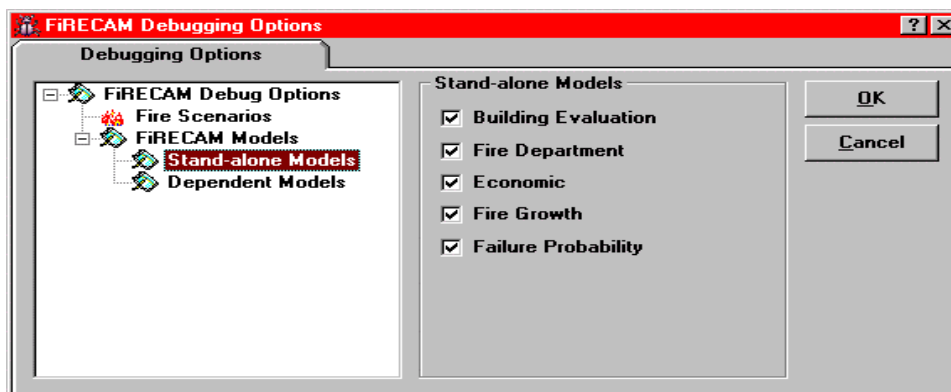 FiRECAM Debugging Options
Debugging Options
FiRECAM Debug Options
Fire Scenarios
FiRECAM Models
Stand-alone Models
Dependent Models
Stand-alone Models
Building Evaluation
Fire Department
Economic
Fire Growth
Failure Probability
OK
Cancel